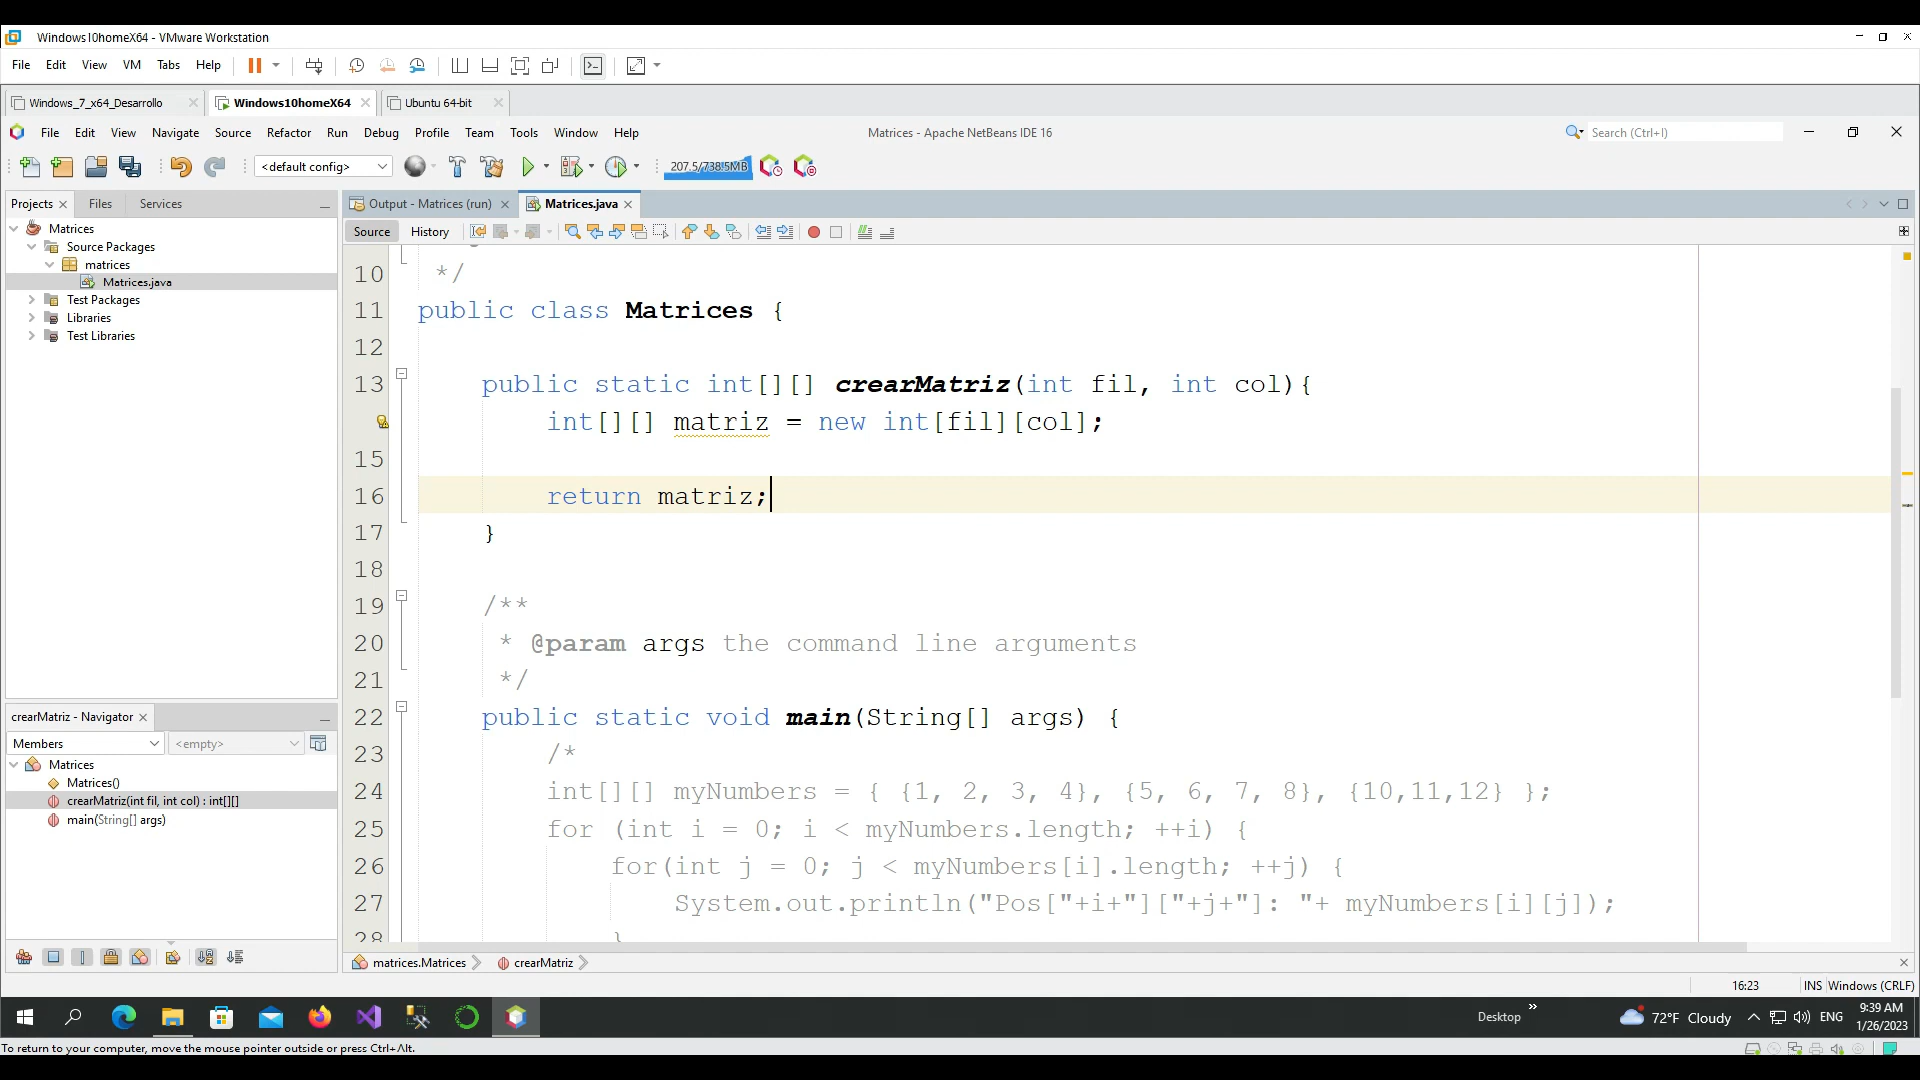 Windows10homeX64 - VMware Workstation
File Edit View VM Tabs Help
Windows_7_x64_Desarrollo Windows10homeX64 Ubuntu 64-bit
File Edit View Navigate Source Refactor Run Debug Profile Team Tools Window Help Matrices - Apache NetBeans IDE 16 Search (Ctrl+I)
<default config> 207.5/738.5MB
Projects Files Services
Matrices
Source Packages
matrices
Matrices.java
Test Packages
Libraries
Test Libraries
Output - Matrices (run) Matrices.java
Source History
10 */
11 public class Matrices {
12
13 public static int[][] crearMatriz(int fil, int col){
int[][] matriz = new int[fil][col];
15
16 return matriz;
17 }
18
19 /**
20 * @param args the command line arguments
21 */
22 public static void main(String[] args) {
23 /*
24 int[][] myNumbers = { {1, 2, 3, 4}, {5, 6, 7, 8}, {10,11,12} };
25 for (int i = 0; i < myNumbers.length; ++i) {
26 for(int j = 0; j < myNumbers[i].length; ++j) {
27 System.out.println("Pos["+i+"]["+j+"]: "+ myNumbers[i][j]);
28 }
crearMatriz - Navigator
Members <empty>
Matrices
Matrices()
crearMatriz(int fil, int col) : int[][]
main(String[] args)
matrices.Matrices crearMatriz
16:23 INS Windows (CRLF)
Desktop 72°F Cloudy ENG 9:39 AM
1/26/2023
To return to your computer, move the mouse pointer outside or press Ctrl+Alt.